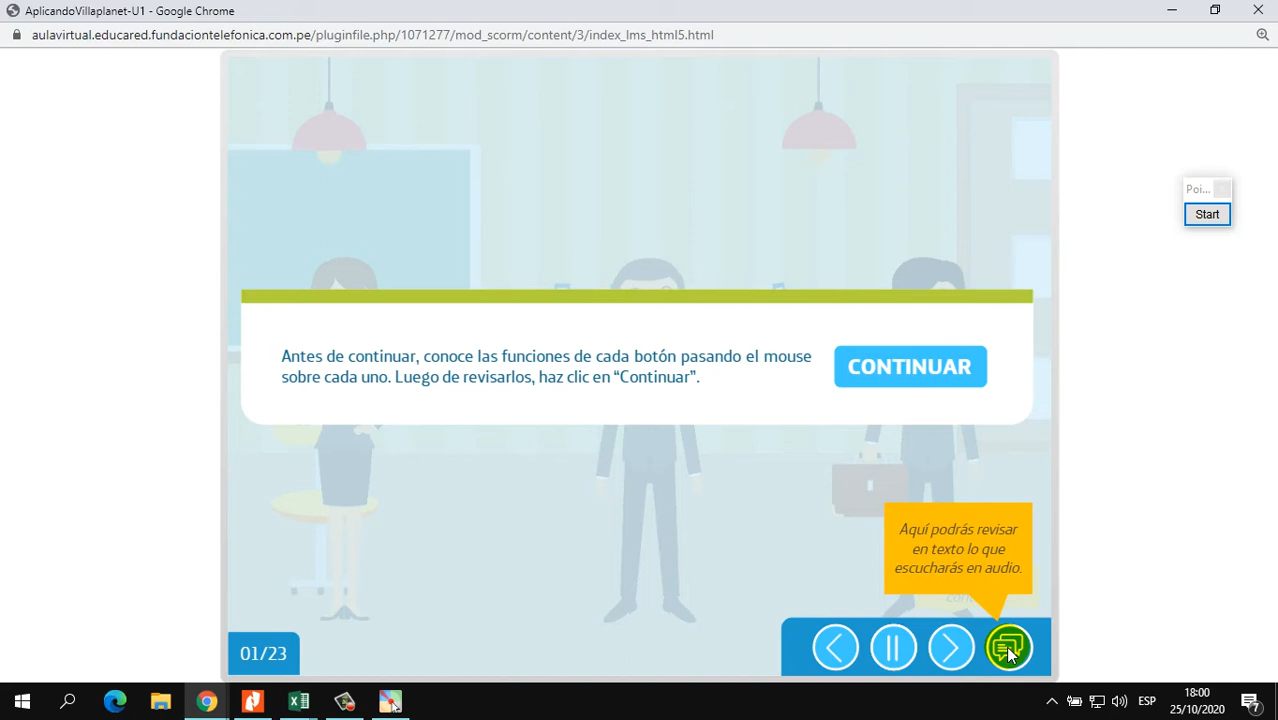 AplicandoVillaplanet-U1 - Google Chrome
aulavirtual.educared.fundaciontelefonica.com.pe/pluginfile.php/1071277/mod_scorm/content/3/index_lms_html5.html
Poi...
Start
Antes de continuar, conoce las funciones de cada botón pasando el mouse
sobre cada uno. Luego de revisarlos, haz clic en “Continuar”.
CONTINUAR
Aquí podrás revisar
en texto lo que
escucharás en audio.
01/23
ESP
18:00
25/10/2020
7